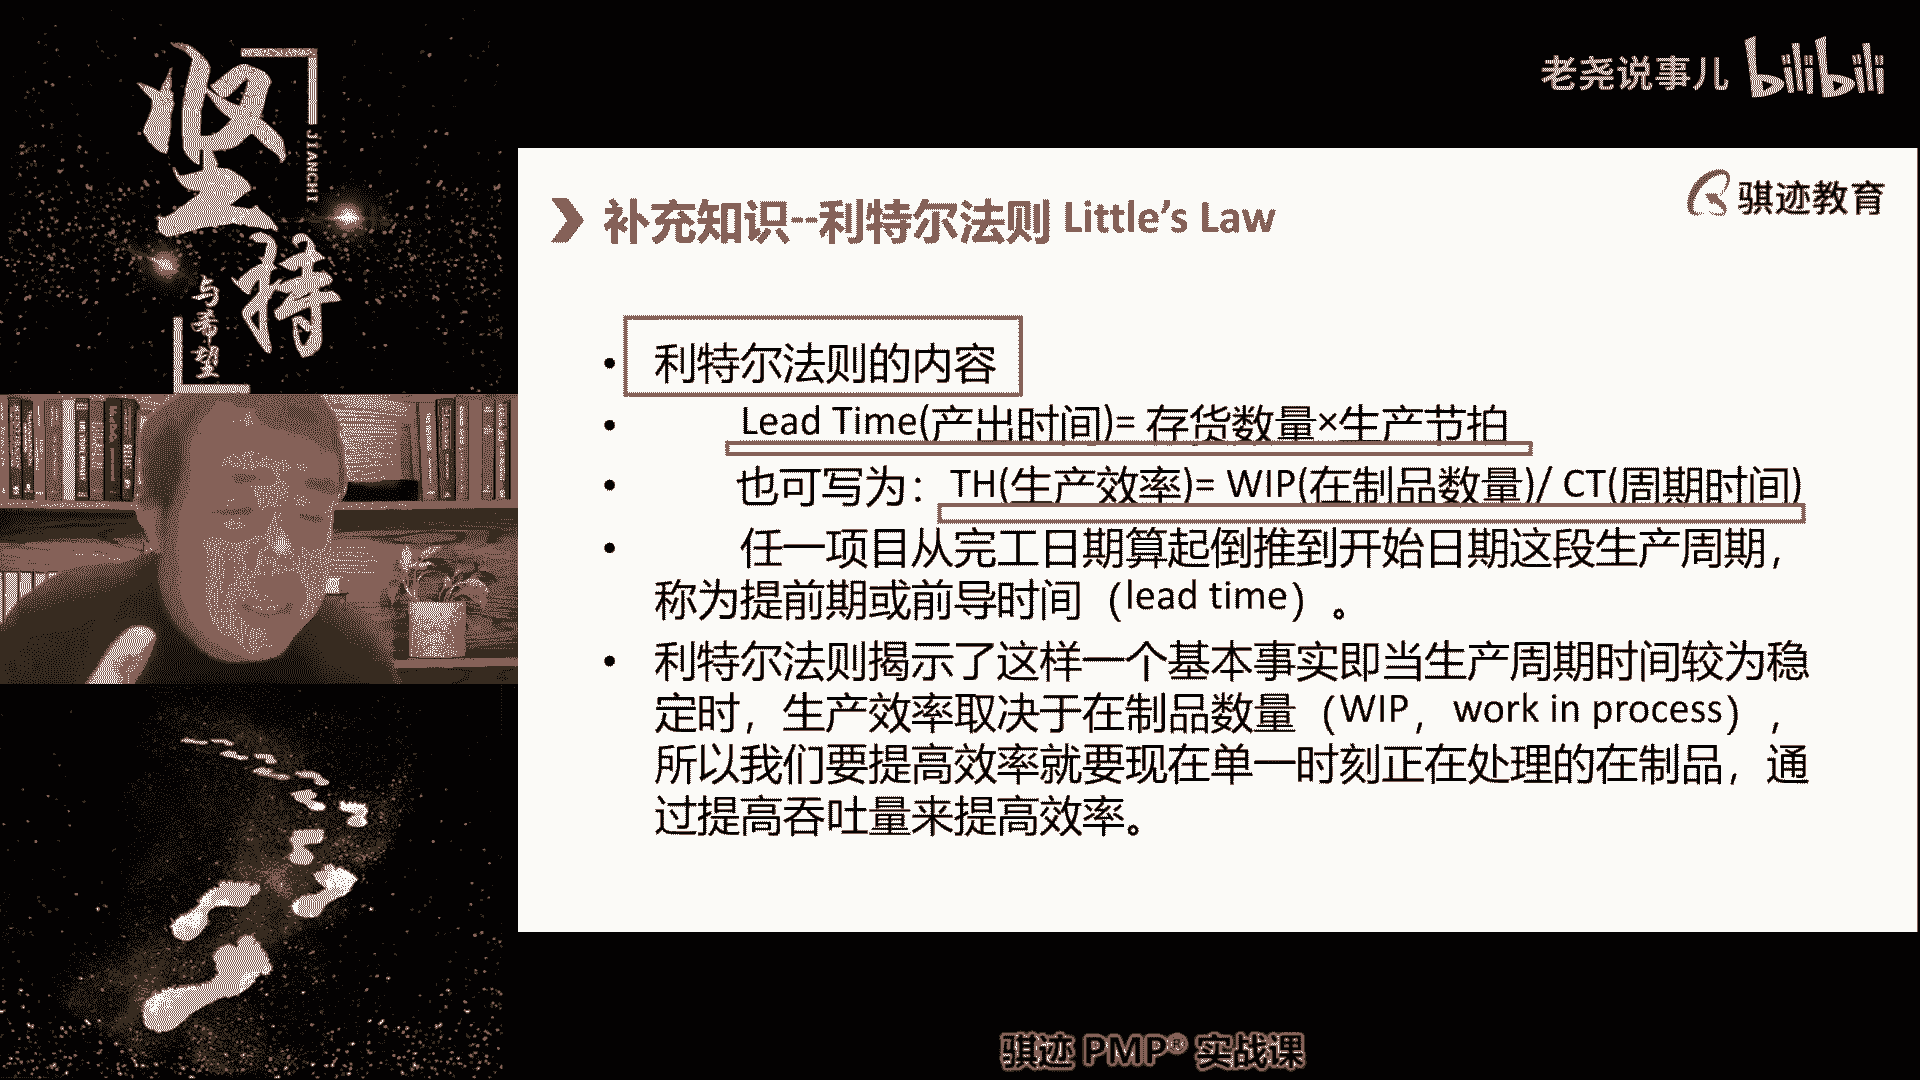 坚持
JIANCHI
与希望
老尧说事儿 bilibili
骐迹教育
补充知识--利特尔法则 Little's Law
• 利特尔法则的内容
• Lead Time(产出时间)= 存货数量×生产节拍
• 也可写为：TH(生产效率)= WIP(在制品数量)/ CT(周期时间)
• 任一项目从完工日期算起倒推到开始日期这段生产周期，
称为提前期或前导时间（lead time）。
• 利特尔法则揭示了这样一个基本事实即当生产周期时间较为稳
定时，生产效率取决于在制品数量（WIP，work in process），
所以我们要提高效率就要现在单一时刻正在处理的在制品，通
过提高吞吐量来提高效率。
骐迹 PMP® 实战课